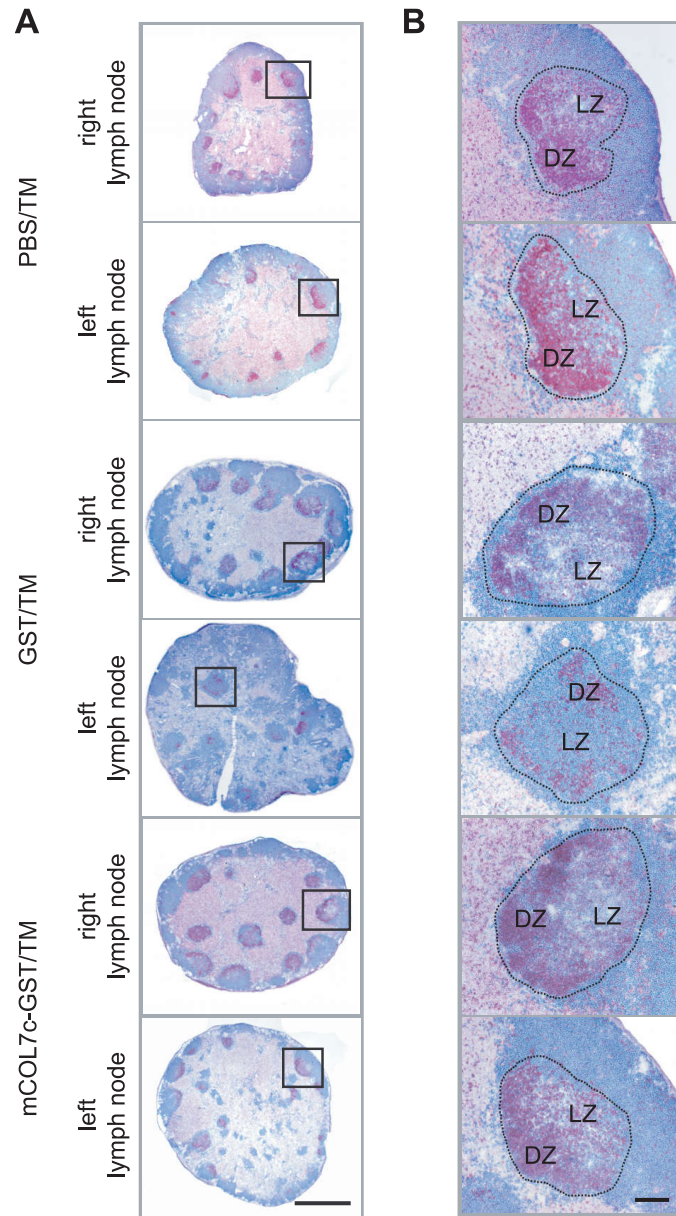 A
B
PBS/TM
right
lymph node
LZ
DZ
left
lymph node
LZ
DZ
GST/TM
right
lymph node
DZ
LZ
left
lymph node
DZ
LZ
mCOL7c-GST/TM
right
lymph node
DZ
LZ
left
lymph node
LZ
DZ